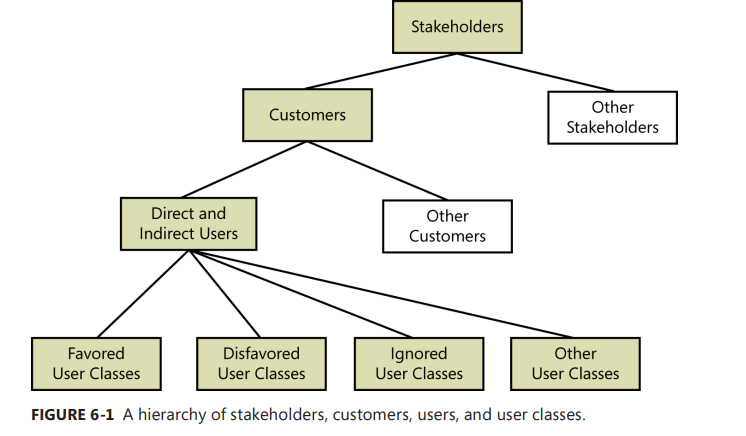 Stakeholders
Customers
Other
Stakeholders
Direct and
Indirect Users
Other
Customers
Favored
User Classes
Disfavored
User Classes
Ignored
User Classes
Other
User Classes
FIGURE 6-1 A hierarchy of stakeholders, customers, users, and user classes.